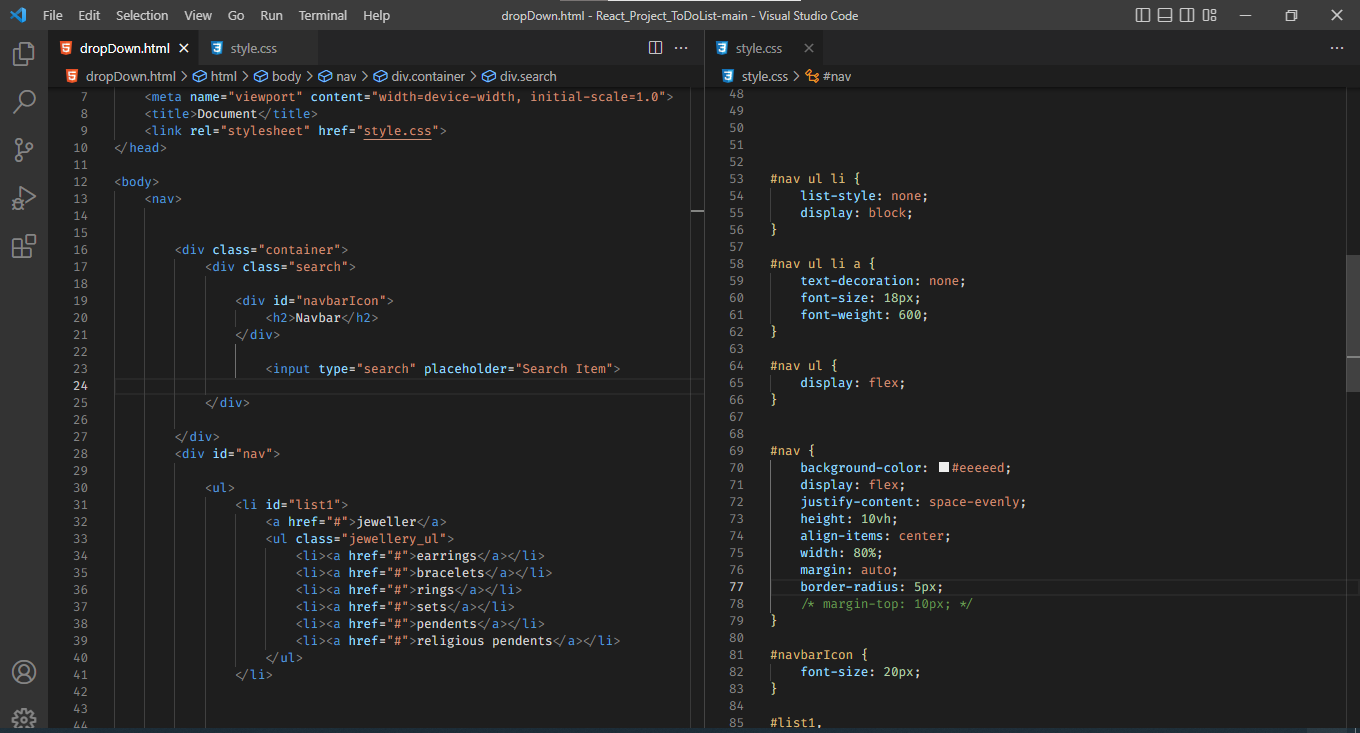 File Edit Selection View Go Run Terminal Help dropDown.html - React_Project_ToDoList-main - Visual Studio Code
dropDown.html style.css
dropDown.html > html > body > nav > div.container > div.search
7 <meta name="viewport" content="width=device-width, initial-scale=1.0">
8 <title>Document</title>
9 <link rel="stylesheet" href="style.css">
10 </head>
11
12 <body>
13 <nav>
14
15
16 <div class="container">
17 <div class="search">
18
19 <div id="navbarIcon">
20 <h2>Navbar</h2>
21 </div>
22
23 <input type="search" placeholder="Search Item">
24
25 </div>
26
27 </div>
28 <div id="nav">
29
30 <ul>
31 <li id="list1">
32 <a href="#">jeweller</a>
33 <ul class="jewellery_ul">
34 <li><a href="#">earrings</a></li>
35 <li><a href="#">bracelets</a></li>
36 <li><a href="#">rings</a></li>
37 <li><a href="#">sets</a></li>
38 <li><a href="#">pendents</a></li>
39 <li><a href="#">religious pendents</a></li>
40 </ul>
41 </li>
42
43
44
style.css
style.css > #nav
48
49
50
51
52
53 #nav ul li {
54 list-style: none;
55 display: block;
56 }
57
58 #nav ul li a {
59 text-decoration: none;
60 font-size: 18px;
61 font-weight: 600;
62 }
63
64 #nav ul {
65 display: flex;
66 }
67
68
69 #nav {
70 background-color: #eeeeed;
71 display: flex;
72 justify-content: space-evenly;
73 height: 10vh;
74 align-items: center;
75 width: 80%;
76 margin: auto;
77 border-radius: 5px;
78 /* margin-top: 10px; */
79 }
80
81 #navbarIcon {
82 font-size: 20px;
83 }
84
85 #list1,